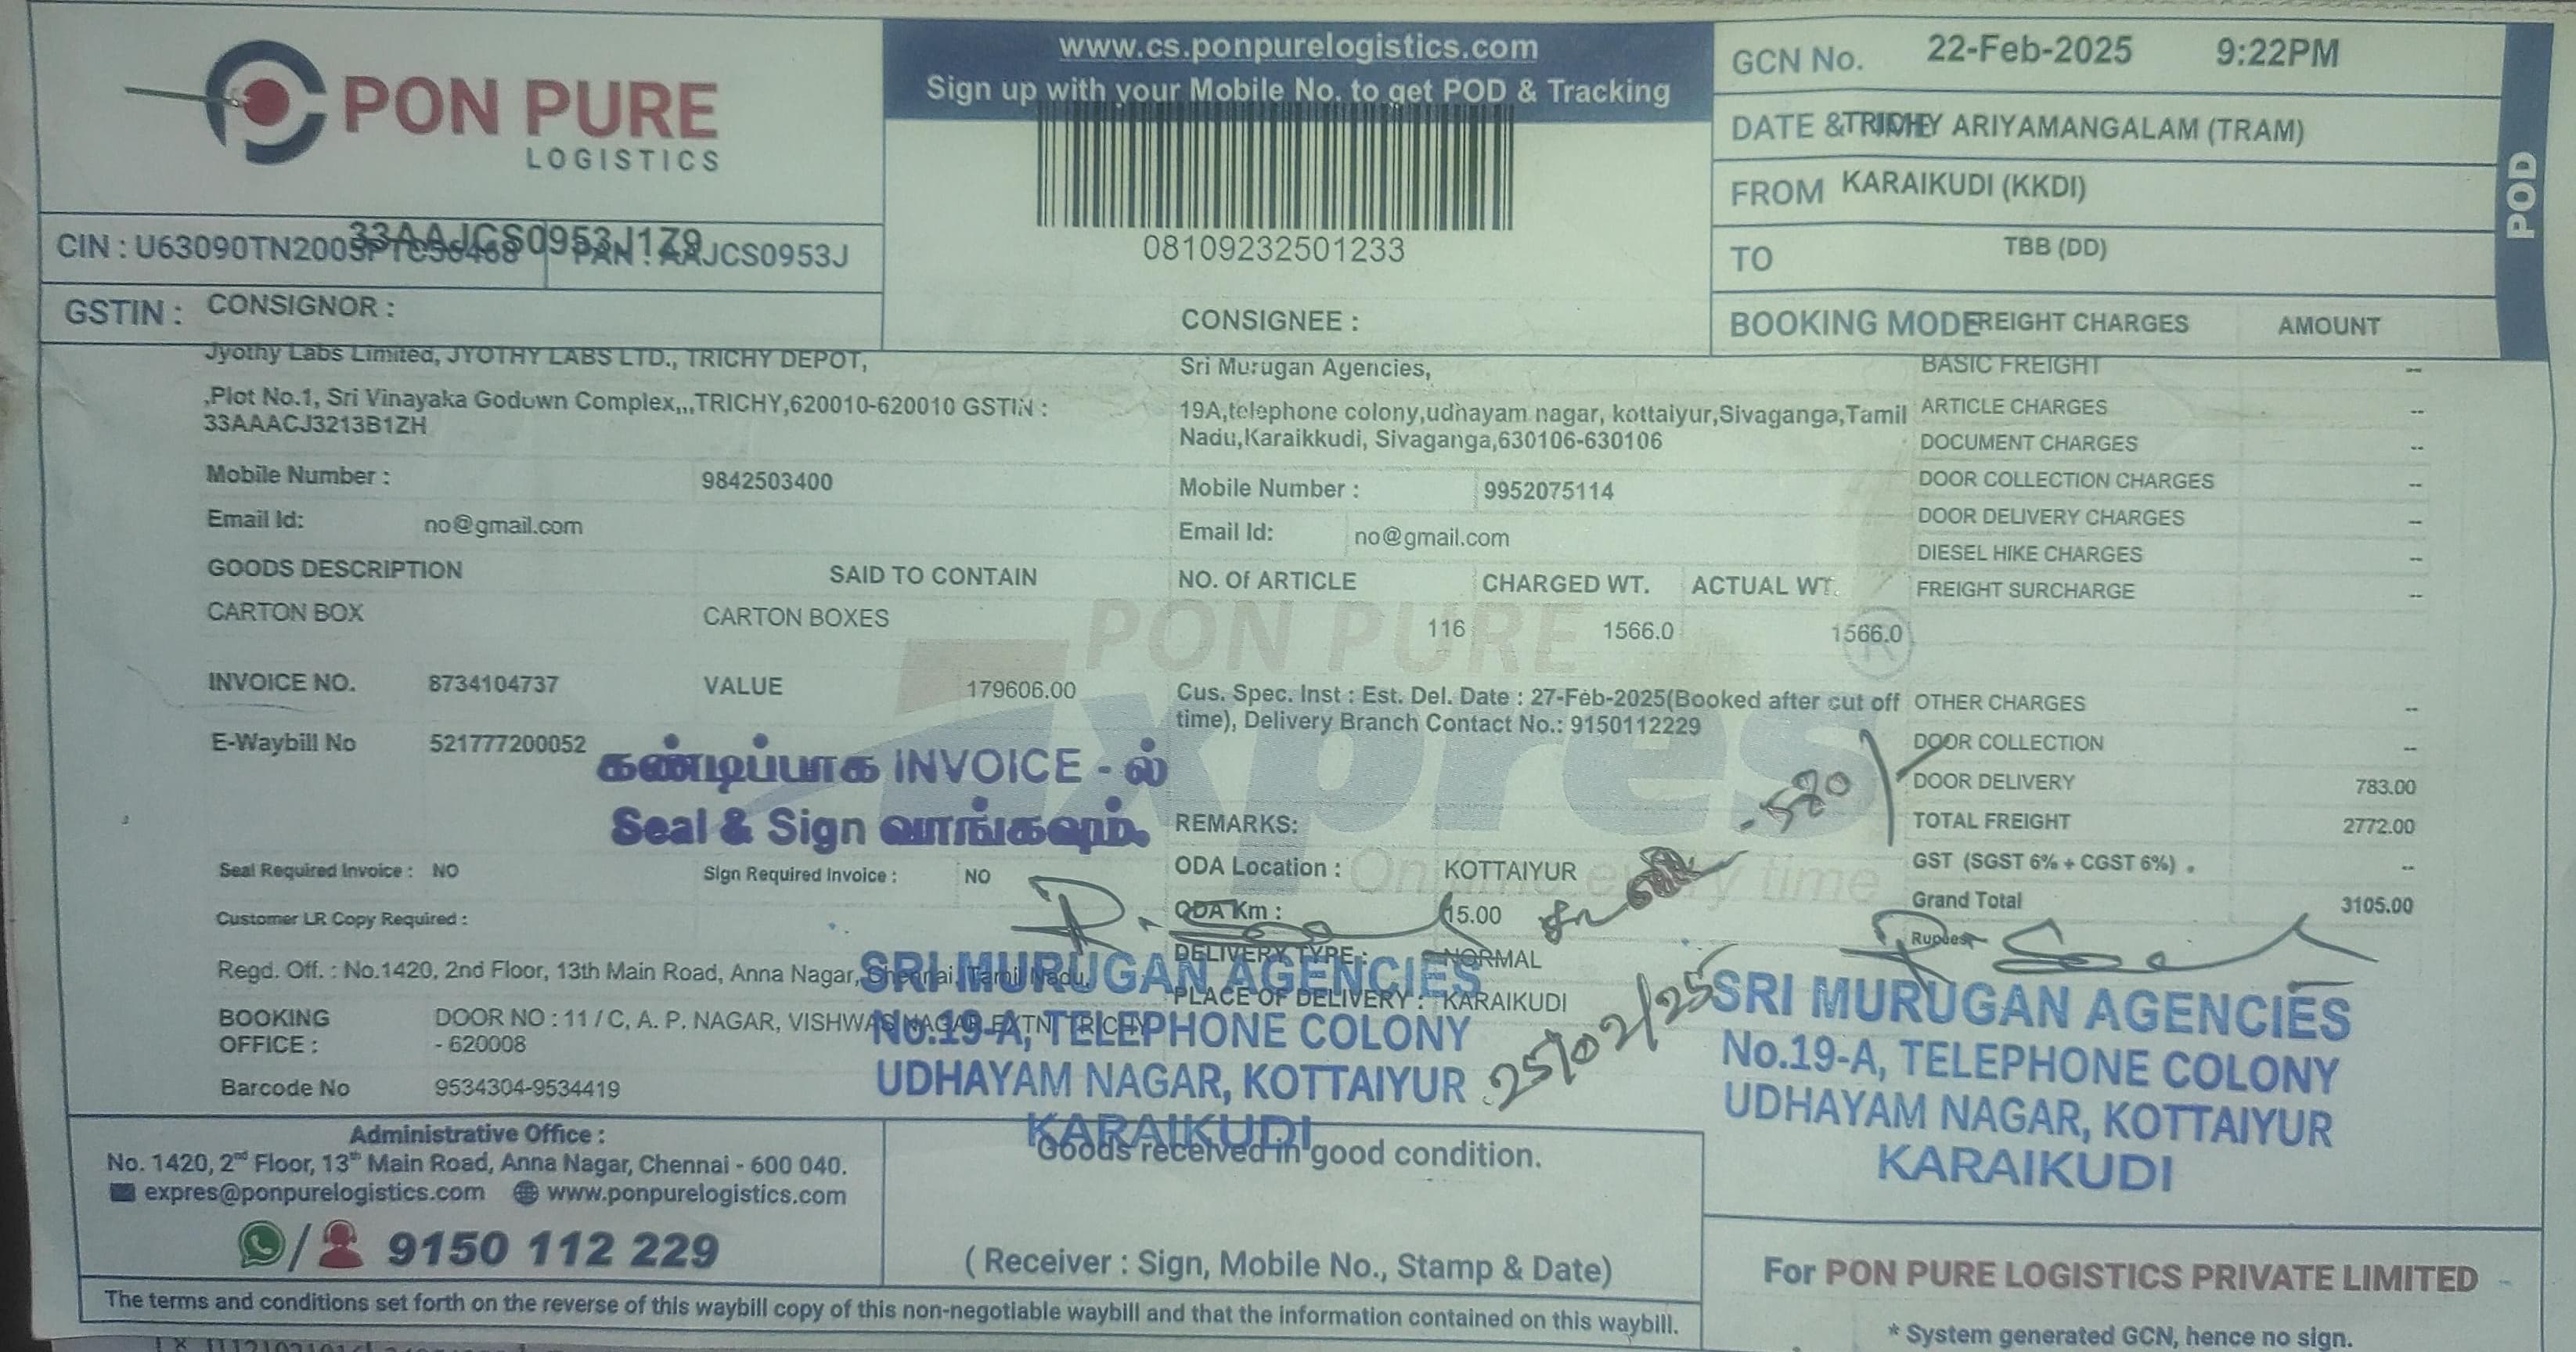 PON PURE
LOGISTICS
www.cs.ponpurelogistics.com
Sign up with your Mobile No. to get POD & Tracking
08109232501233
GCN No. 22-Feb-2025 9:22PM
DATE & TIME TRICHY ARIYAMANGALAM (TRAM)
FROM KARAIKUDI (KKDI)
TO TBB (DD)
BOOKING MODE FREIGHT CHARGES AMOUNT
POD
33AAJCS0953J1Z9
CIN : U63090TN2005PTC56468 PAN : AAJCS0953J
GSTIN : CONSIGNOR :
Jyothy Labs Limited, JYOTHY LABS LTD., TRICHY DEPOT,
,Plot No.1, Sri Vinayaka Godown Complex,,,TRICHY,620010-620010 GSTIN :
33AAACJ3213B1ZH
Mobile Number : 9842503400
Email Id: no@gmail.com
CONSIGNEE :
Sri Murugan Agencies,
19A,telephone colony,udhayam nagar, kottaiyur,Sivaganga,Tamil
Nadu,Karaikkudi, Sivaganga,630106-630106
Mobile Number : 9952075114
Email Id: no@gmail.com
BASIC FREIGHT --
ARTICLE CHARGES --
DOCUMENT CHARGES --
DOOR COLLECTION CHARGES --
DOOR DELIVERY CHARGES --
DIESEL HIKE CHARGES --
FREIGHT SURCHARGE --
GOODS DESCRIPTION SAID TO CONTAIN NO. Of ARTICLE CHARGED WT. ACTUAL WT.
CARTON BOX CARTON BOXES 116 1566.0 1566.0
PON PURE
Xpres
On time every time
INVOICE NO. 8734104737 VALUE 179606.00
E-Waybill No 521777200052
Cus. Spec. Inst : Est. Del. Date : 27-Feb-2025(Booked after cut off
time), Delivery Branch Contact No.: 9150112229
OTHER CHARGES --
DOOR COLLECTION --
DOOR DELIVERY 783.00
TOTAL FREIGHT 2772.00
GST (SGST 6% + CGST 6%) . --
Grand Total 3105.00
Rupees
கண்டிப்பாக INVOICE - ல்
Seal & Sign வாங்கவும்.
REMARKS:
- 580/
Seal Required Invoice : NO Sign Required Invoice : NO
ODA Location : KOTTAIYUR
Customer LR Copy Required :
ODA Km : 15.00
DELIVERY TYPE : NORMAL
PLACE OF DELIVERY : KARAIKUDI
Regd. Off. : No.1420, 2nd Floor, 13th Main Road, Anna Nagar, Chennai, Tamil Nadu,
BOOKING OFFICE : DOOR NO : 11 / C, A. P. NAGAR, VISHWAS NAGAR EXTN, TRICHY
- 620008
Barcode No 9534304-9534419
SRI MURUGAN AGENCIES
No.19-A, TELEPHONE COLONY
UDHAYAM NAGAR, KOTTAIYUR
KARAIKUDI
25/02/25
SRI MURUGAN AGENCIES
No.19-A, TELEPHONE COLONY
UDHAYAM NAGAR, KOTTAIYUR
KARAIKUDI
Administrative Office :
No. 1420, 2nd Floor, 13th Main Road, Anna Nagar, Chennai - 600 040.
expres@ponpurelogistics.com www.ponpurelogistics.com
/ 9150 112 229
Goods received in good condition.
( Receiver : Sign, Mobile No., Stamp & Date)
For PON PURE LOGISTICS PRIVATE LIMITED
The terms and conditions set forth on the reverse of this waybill copy of this non-negotiable waybill and that the information contained on this waybill.
* System generated GCN, hence no sign.